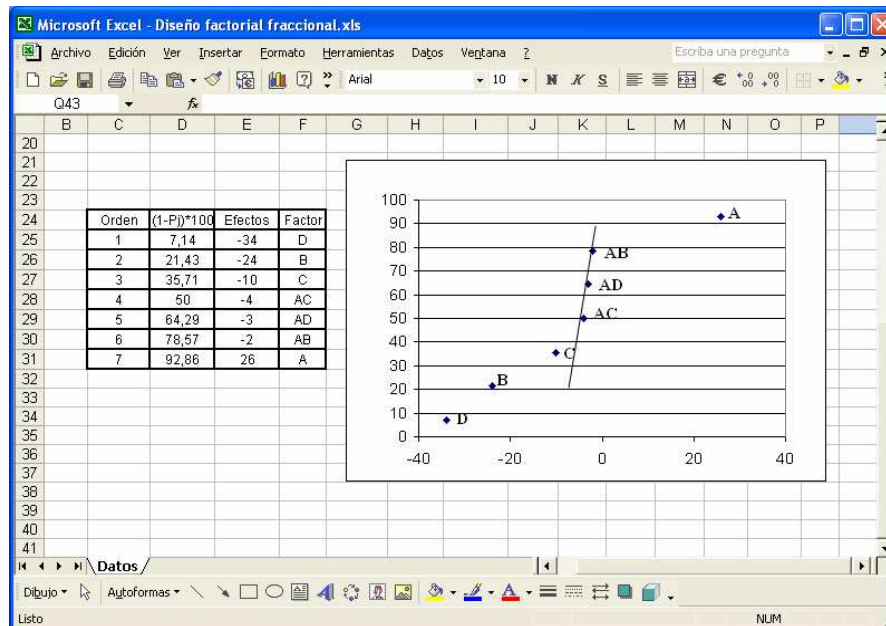 Microsoft Excel - Diseño factorial fraccional.xls
Archivo Edición Ver Insertar Formato Herramientas Datos Ventana ? Escriba una pregunta
Arial 10 N K S €
Q43 fx
B C D E F G H I J K L M N O P
20
21
22
23
24 Orden (1-Pj)*100 Efectos Factor
25 1 7,14 -34 D
26 2 21,43 -24 B
27 3 35,71 -10 C
28 4 50 -4 AC
29 5 64,29 -3 AD
30 6 78,57 -2 AB
31 7 92,86 26 A
32
33
34
35
36
37
38
39
40
41
100
90
80
70
60
50
40
30
20
10
0
-40 -20 0 20 40
A
AB
AD
AC
C
B
D
Datos
Dibujo Autoformas
Listo NUM